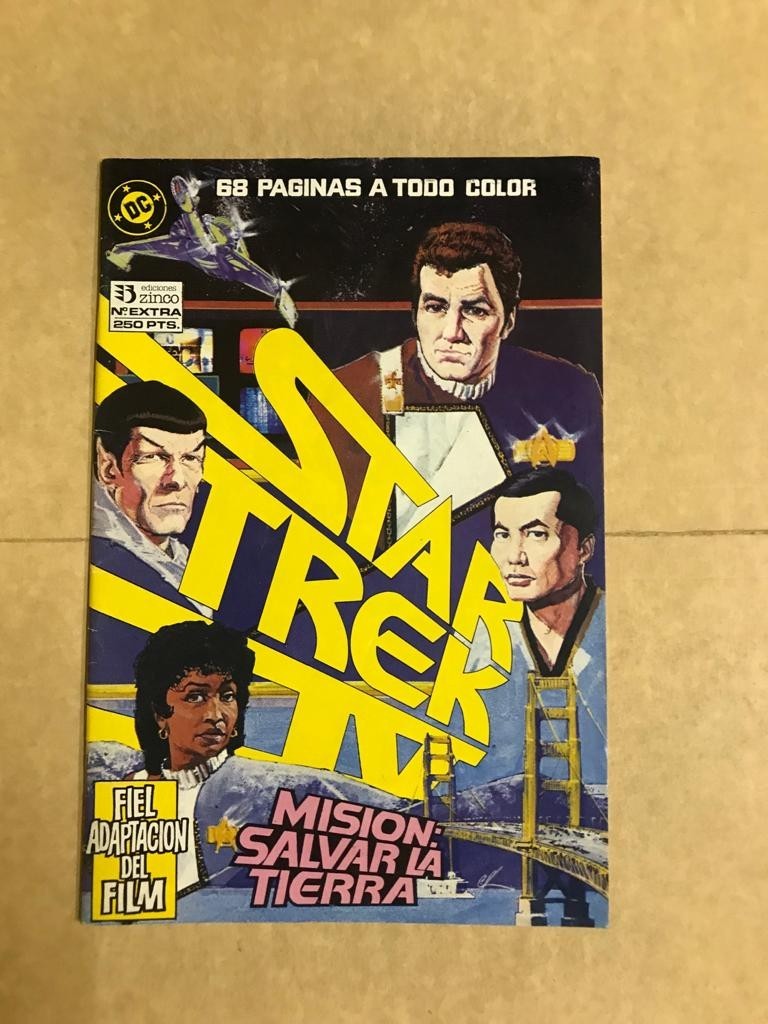 68 PAGINAS A TODO COLOR
DC
ediciones
zinco
Nº EXTRA
250 PTS.
STAR
TREK
IV
FIEL
ADAPTACION
DEL
FILM
MISION:
SALVAR LA
TIERRA